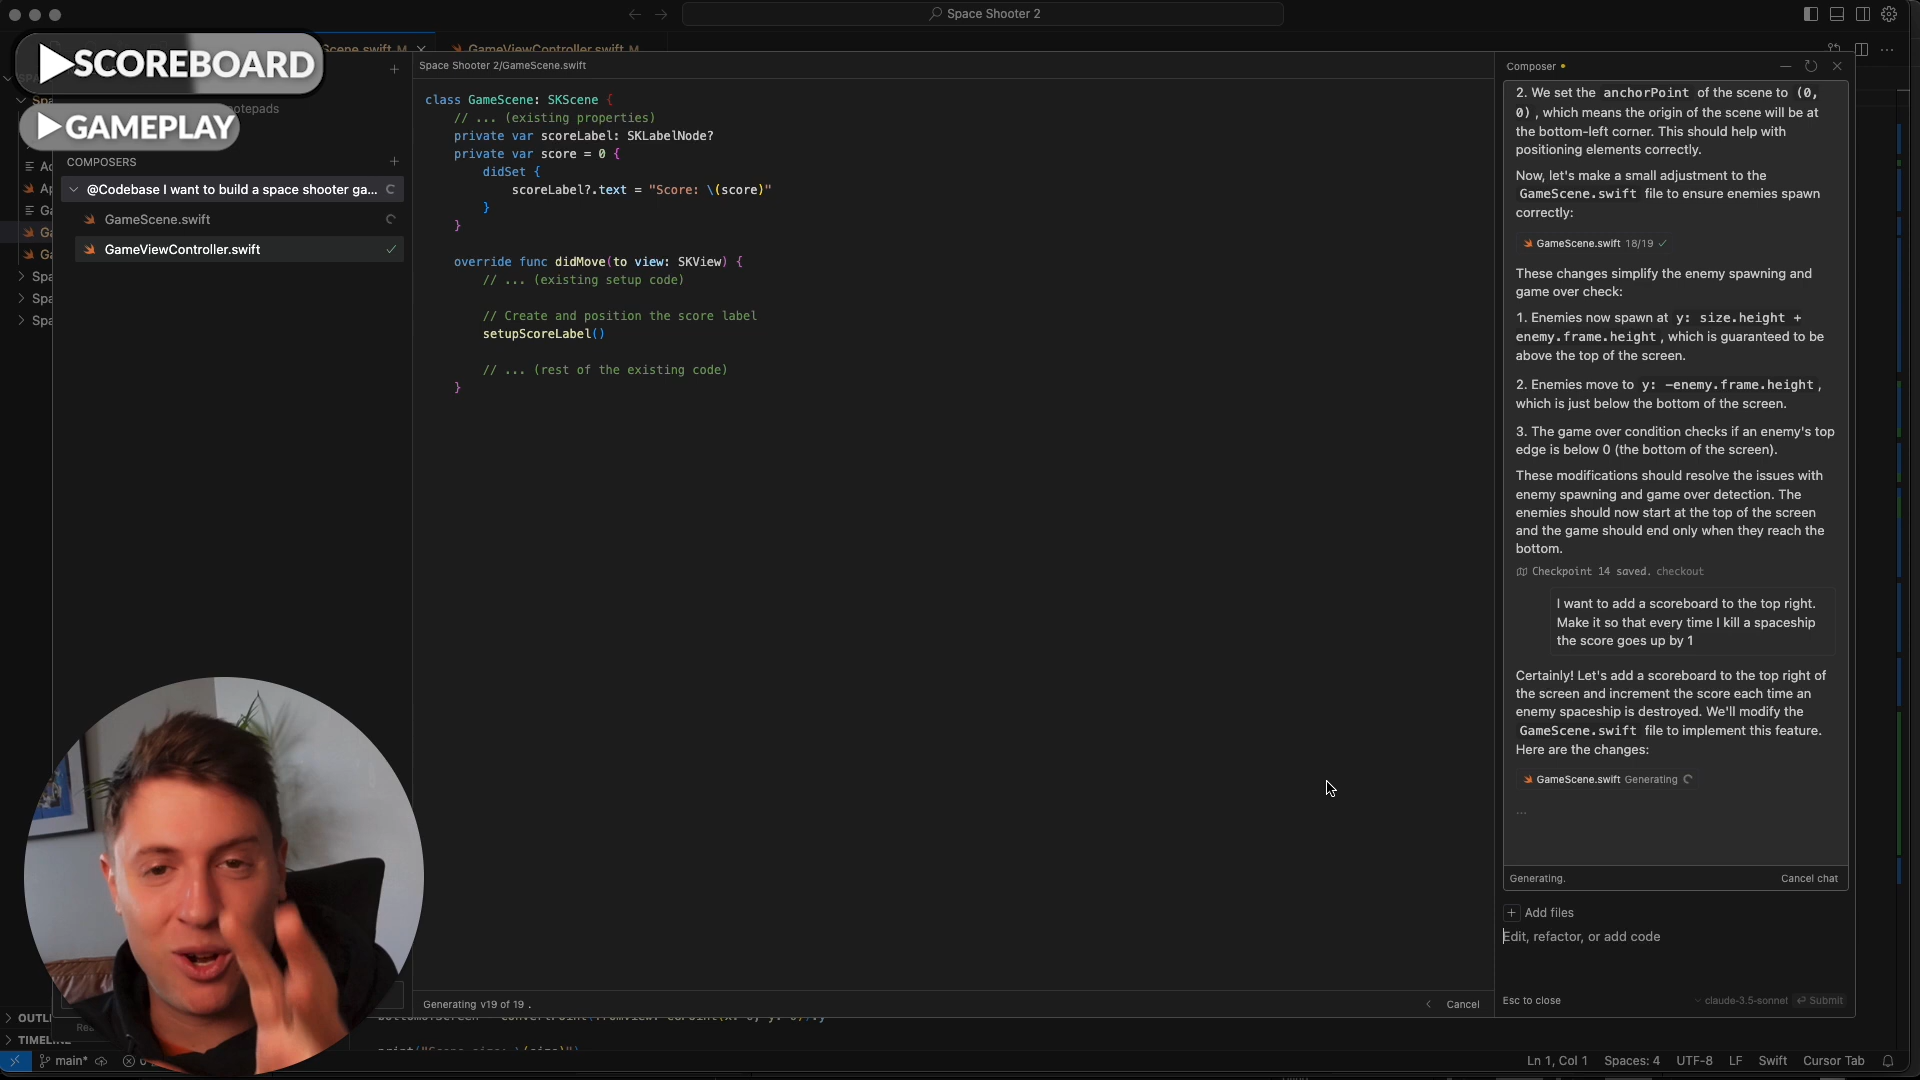 Space Shooter 2
▶SCOREBOARD
▶GAMEPLAY
Scene.swift M
GameViewController.swift M
otepads
COMPOSERS
@Codebase I want to build a space shooter ga...
GameScene.swift
GameViewController.swift
Ac
Ap
Ga
Ga
Ga
Spa
Spa
Spa
Spa
OUTLI
TIMELINE
Space Shooter 2/GameScene.swift
class GameScene: SKScene {
// ... (existing properties)
private var scoreLabel: SKLabelNode?
private var score = 0 {
didSet {
scoreLabel?.text = "Score: \(score)"
}
}
override func didMove(to view: SKView) {
// ... (existing setup code)
// Create and position the score label
setupScoreLabel()
// ... (rest of the existing code)
}
Generating v19 of 19 .
Cancel
Composer
2. We set the anchorPoint of the scene to (0,
0) , which means the origin of the scene will be at
the bottom-left corner. This should help with
positioning elements correctly.
Now, let's make a small adjustment to the
GameScene.swift file to ensure enemies spawn
correctly:
GameScene.swift 18/19
These changes simplify the enemy spawning and
game over check:
1. Enemies now spawn at y: size.height +
enemy.frame.height , which is guaranteed to be
above the top of the screen.
2. Enemies move to y: -enemy.frame.height ,
which is just below the bottom of the screen.
3. The game over condition checks if an enemy's top
edge is below 0 (the bottom of the screen).
These modifications should resolve the issues with
enemy spawning and game over detection. The
enemies should now start at the top of the screen
and the game should end only when they reach the
bottom.
Checkpoint 14 saved. checkout
I want to add a scoreboard to the top right.
Make it so that every time I kill a spaceship
the score goes up by 1
Certainly! Let's add a scoreboard to the top right of
the screen and increment the score each time an
enemy spaceship is destroyed. We'll modify the
GameScene.swift file to implement this feature.
Here are the changes:
GameScene.swift Generating
...
Generating.
Cancel chat
+ Add files
Edit, refactor, or add code
Esc to close
claude-3.5-sonnet
Submit
main*
Ln 1, Col 1
Spaces: 4
UTF-8
LF
Swift
Cursor Tab